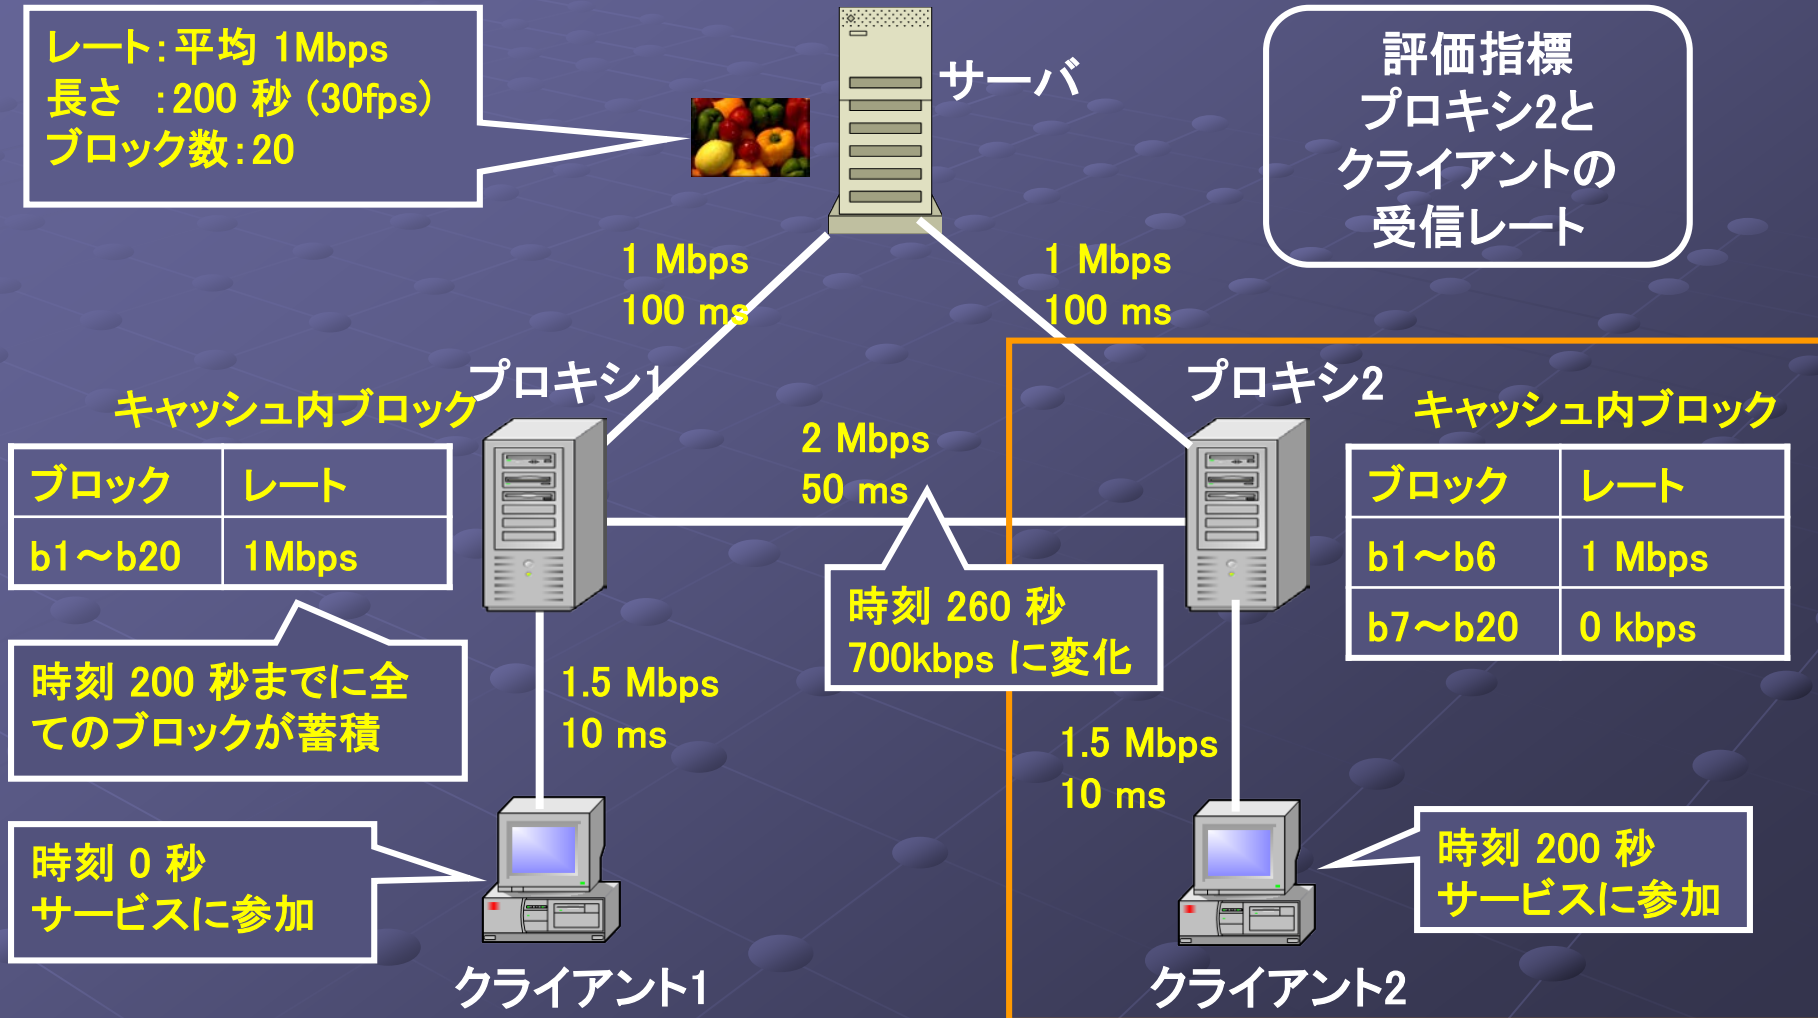 レート：平均 1Mbps
長さ ：200 秒（30fps）
ブロック数：20
サーバ
評価指標
プロキシ2と
クライアントの
受信レート
1 Mbps
100 ms
1 Mbps
100 ms
プロキシ1
プロキシ2
キャッシュ内ブロック
ブロック レート
b1～b20 1Mbps
2 Mbps
50 ms
キャッシュ内ブロック
ブロック レート
b1～b6 1 Mbps
b7～b20 0 kbps
時刻 260 秒
700kbps に変化
時刻 200 秒までに全
てのブロックが蓄積
1.5 Mbps
10 ms
1.5 Mbps
10 ms
時刻 0 秒
サービスに参加
時刻 200 秒
サービスに参加
クライアント1
クライアント2